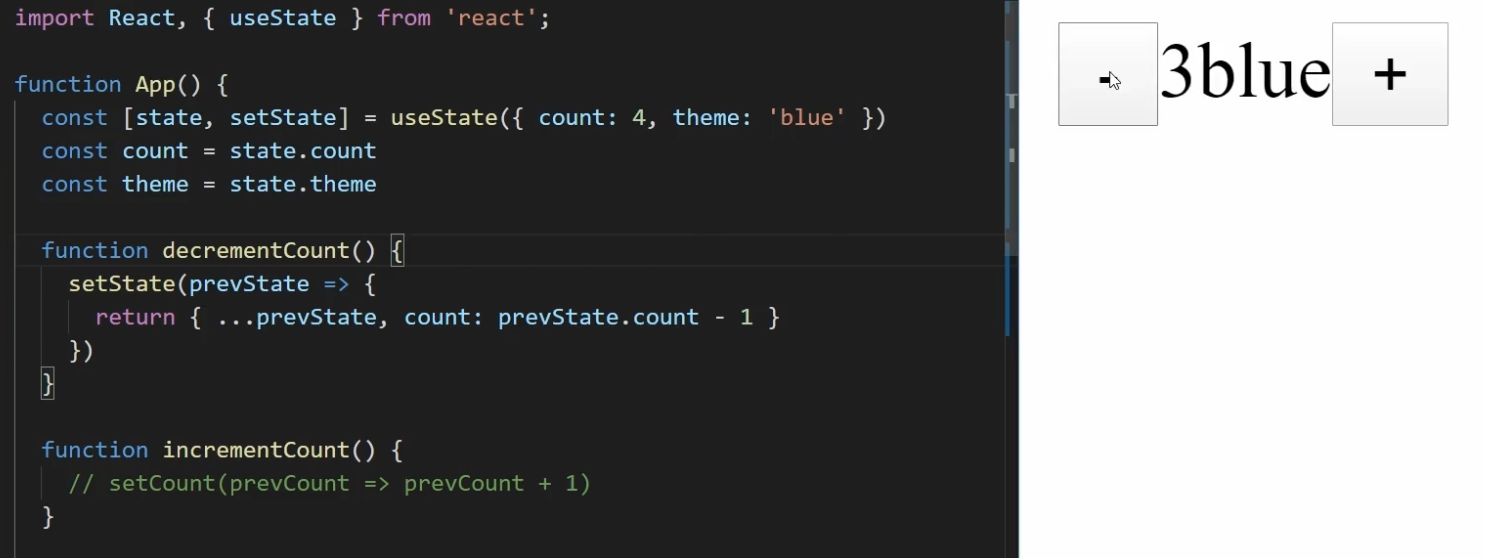 import React, { useState } from 'react';
function App() {
const [state, setState] = useState({ count: 4, theme: 'blue' })
const count = state.count
const theme = state.theme
function decrementCount() {
setState(prevState => {
return { ...prevState, count: prevState.count - 1 }
})
}
function incrementCount() {
// setCount(prevCount => prevCount + 1)
}
- 3blue +